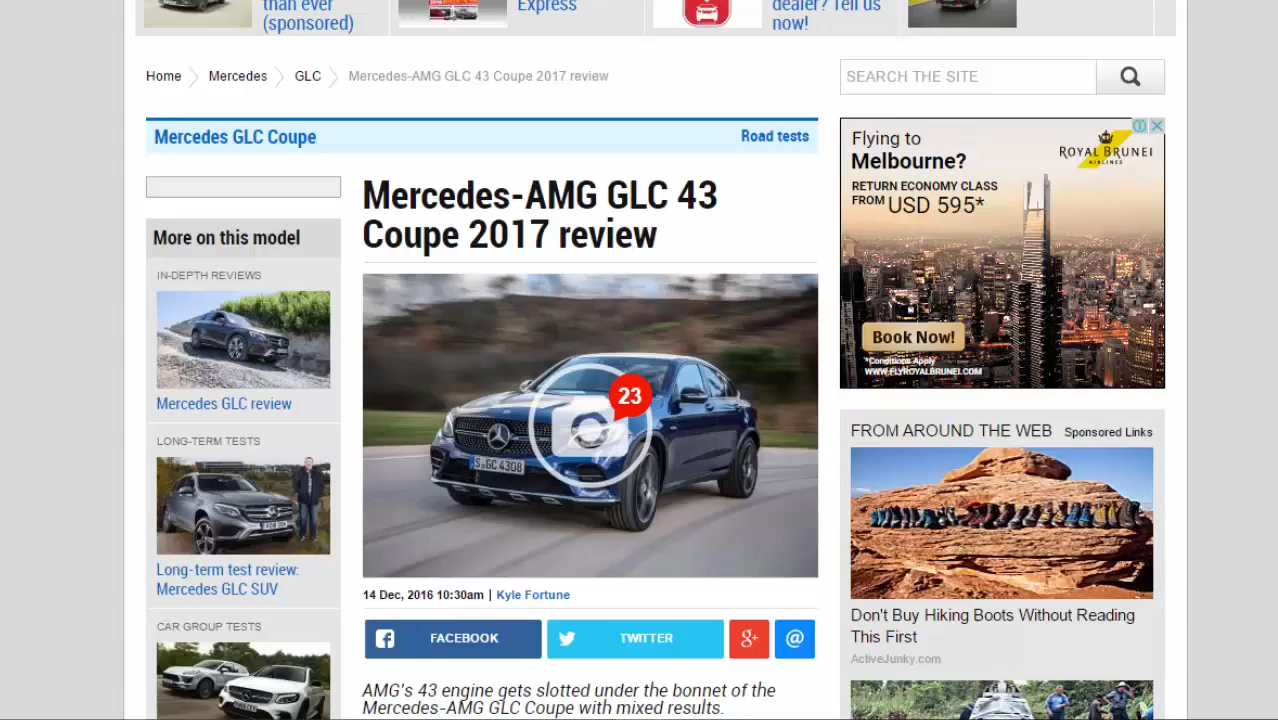 than ever
(sponsored)
Express
dealer? Tell us
now!
Home
Mercedes
GLC
Mercedes-AMG GLC 43 Coupe 2017 review
SEARCH THE SITE
Mercedes GLC Coupe
Road tests
More on this model
IN-DEPTH REVIEWS
Mercedes GLC review
LONG-TERM TESTS
Long-term test review:
Mercedes GLC SUV
CAR GROUP TESTS
Mercedes-AMG GLC 43
Coupe 2017 review
23
S GC 4308
14 Dec, 2016 10:30am | Kyle Fortune
FACEBOOK
TWITTER
g+
@
AMG's 43 engine gets slotted under the bonnet of the
Mercedes-AMG GLC Coupe with mixed results.
Flying to
Melbourne?
ROYAL BRUNEI
AIRLINES
RETURN ECONOMY CLASS
FROM USD 595*
Book Now!
*Conditions Apply
WWW.FLYROYALBRUNEI.COM
FROM AROUND THE WEB
Sponsored Links
Don't Buy Hiking Boots Without Reading
This First
ActiveJunky.com